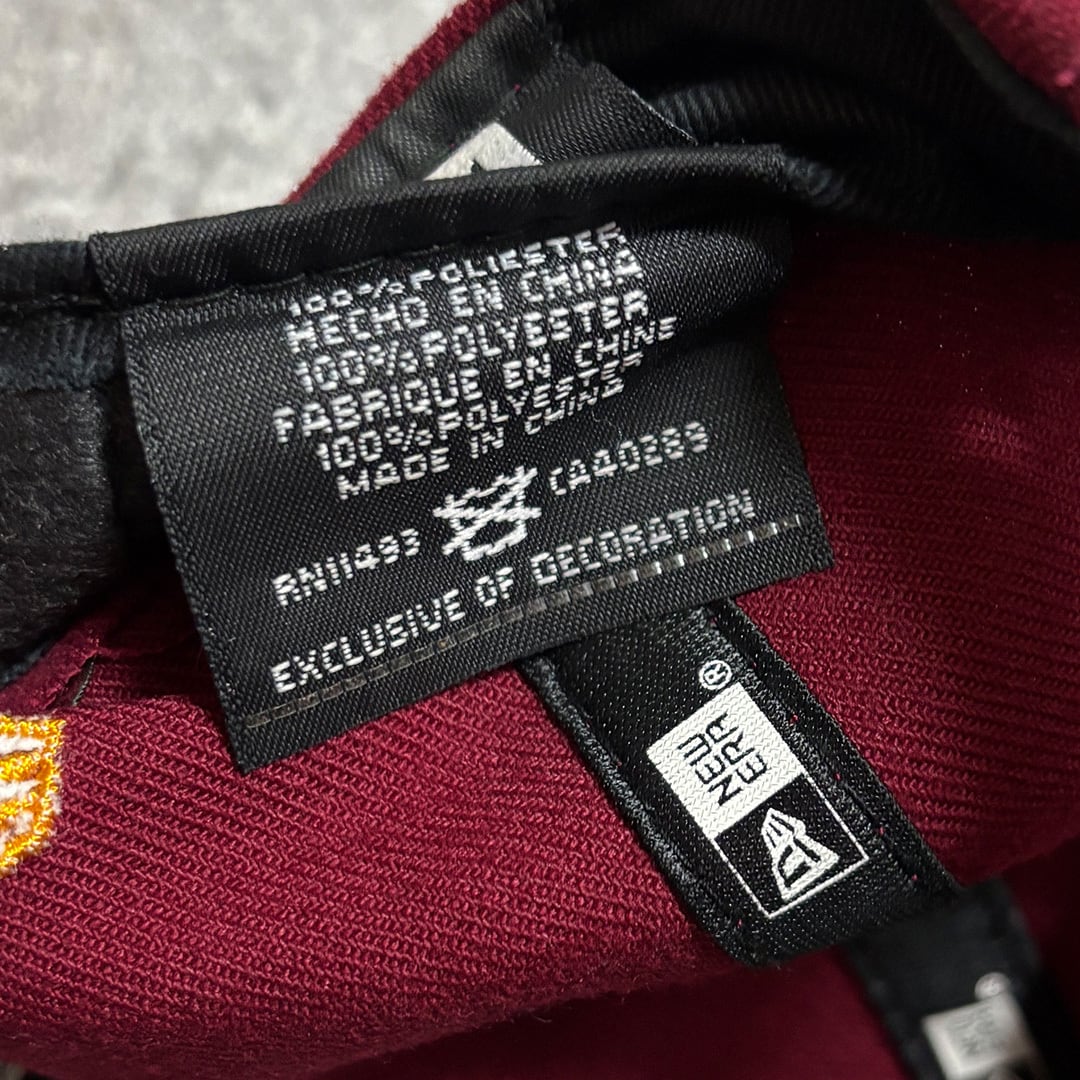 100% POLIESTER
HECHO EN CHINA
100% POLYESTER
FABRIQUE EN CHINE
100% POLYESTER
MADE IN CHINA
RN11493 CA40289
EXCLUSIVE OF DECORATION
NEW
ERA
®